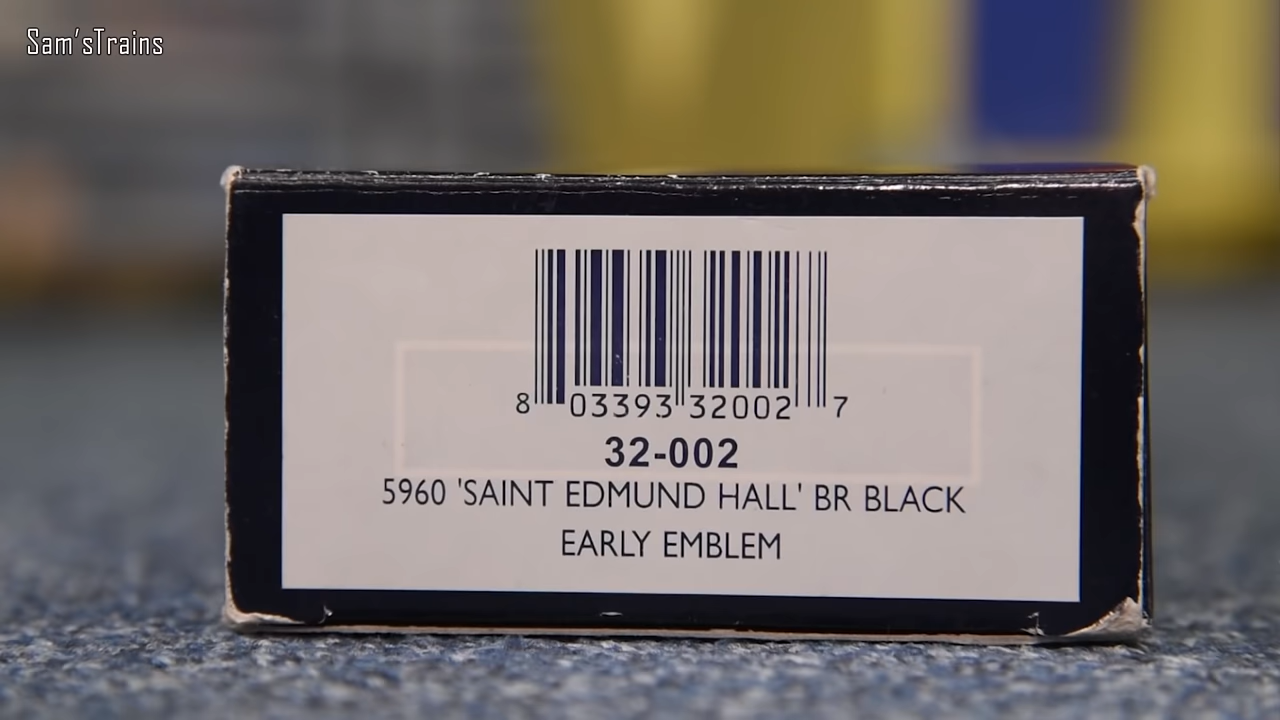 Sam'sTrains
8 03393 32002 7
32-002
5960 'SAINT EDMUND HALL' BR BLACK
EARLY EMBLEM